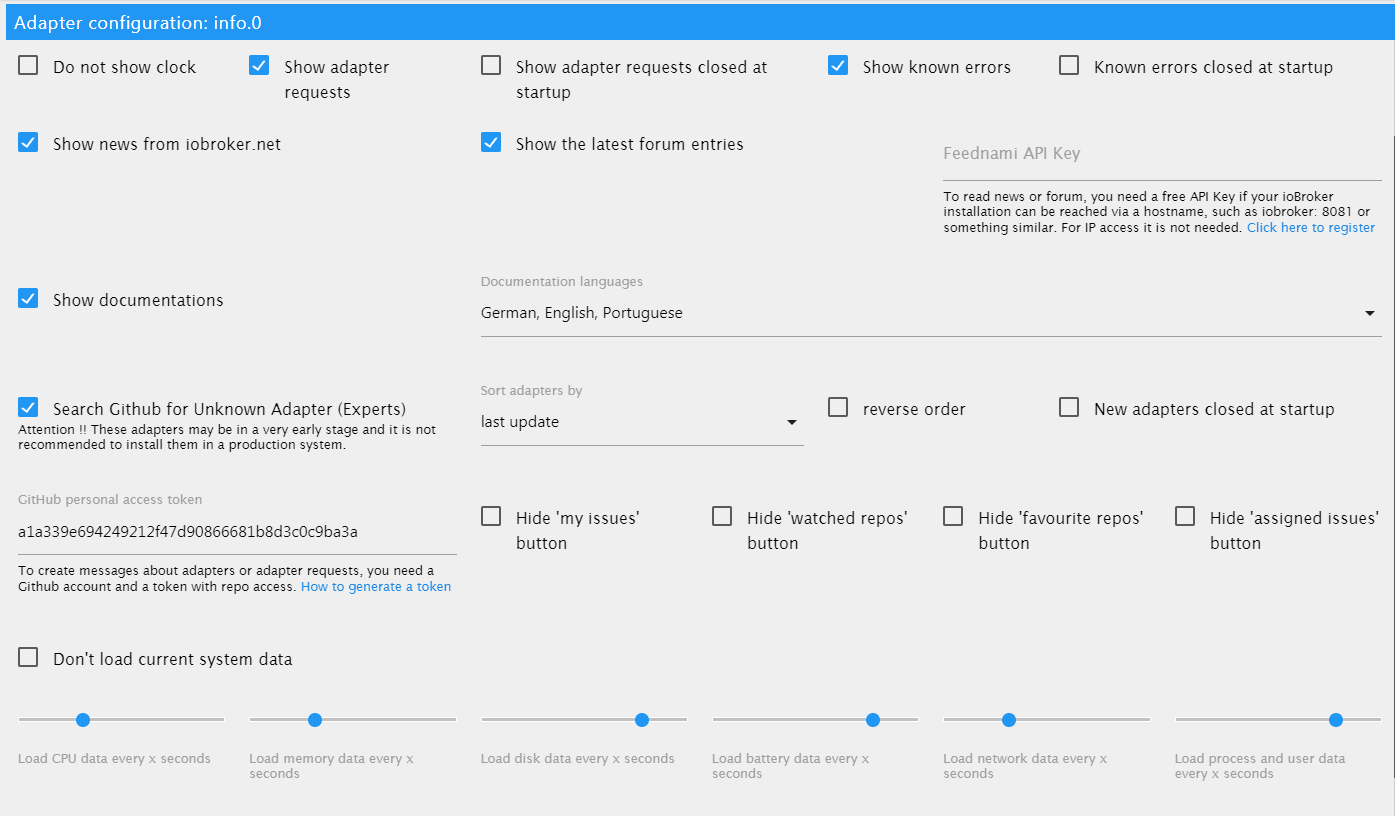 Adapter configuration: info.0
Do not show clock
Show adapter
requests
Show adapter requests closed at
startup
Show known errors
Known errors closed at startup
Show news from iobroker.net
Show the latest forum entries
Feednami API Key
To read news or forum, you need a free API Key if your ioBroker
installation can be reached via a hostname, such as iobroker: 8081 or
something similar. For IP access it is not needed. Click here to register
Show documentations
Documentation languages
German, English, Portuguese
Search Github for Unknown Adapter (Experts)
Attention !! These adapters may be in a very early stage and it is not
recommended to install them in a production system.
Sort adapters by
last update
reverse order
New adapters closed at startup
GitHub personal access token
a1a339e694249212f47d90866681b8d3c0c9ba3a
To create messages about adapters or adapter requests, you need a
Github account and a token with repo access. How to generate a token
Hide 'my issues'
button
Hide 'watched repos'
button
Hide 'favourite repos'
button
Hide 'assigned issues'
button
Don't load current system data
Load CPU data every x seconds
Load memory data every x
seconds
Load disk data every x seconds
Load battery data every x
seconds
Load network data every x
seconds
Load process and user data
every x seconds